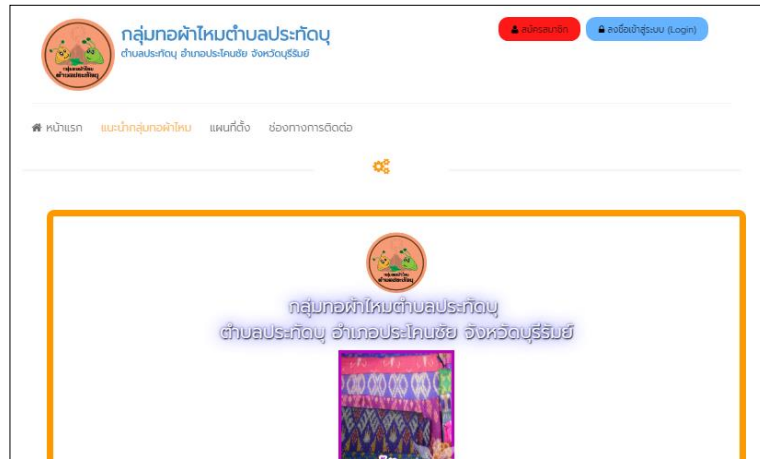 กลุ่มทอผ้าไหมตำบลประทัดบุ
ตำบลประทัดบุ อำเภอประโคนชัย จังหวัดบุรีรัมย์
สมัครสมาชิก
ลงชื่อเข้าสู่ระบบ (Login)
หน้าแรก แนะนำกลุ่มทอผ้าไหม แผนที่ตั้ง ช่องทางการติดต่อ
กลุ่มทอผ้าไหมตำบลประทัดบุ
ตำบลประทัดบุ อำเภอประโคนชัย จังหวัดบุรีรัมย์